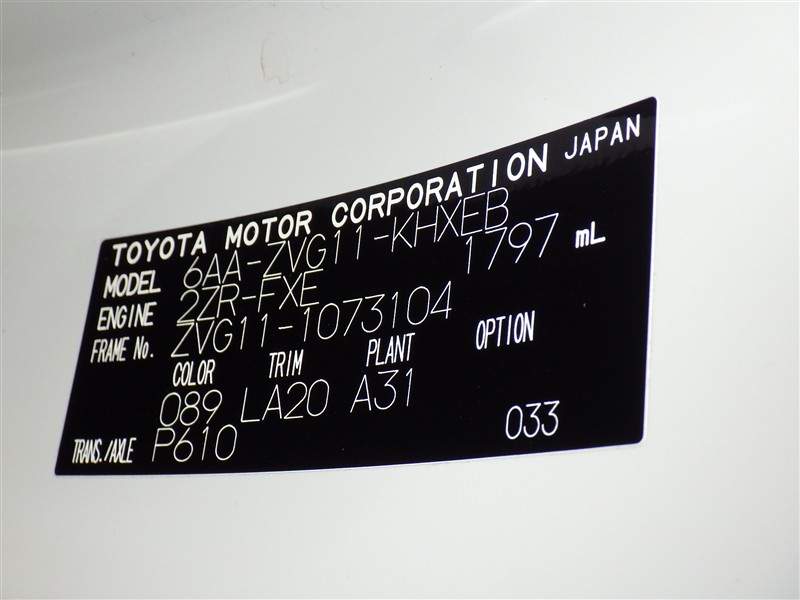 TOYOTA MOTOR CORPORATION JAPAN
MODEL 6AA-ZVG11-KHXEB
ENGINE 2ZR-FXE 1797 mL
FRAME No. ZVG11-1073104
COLOR TRIM PLANT OPTION
089 LA20 A31
TRANS./AXLE P610 033